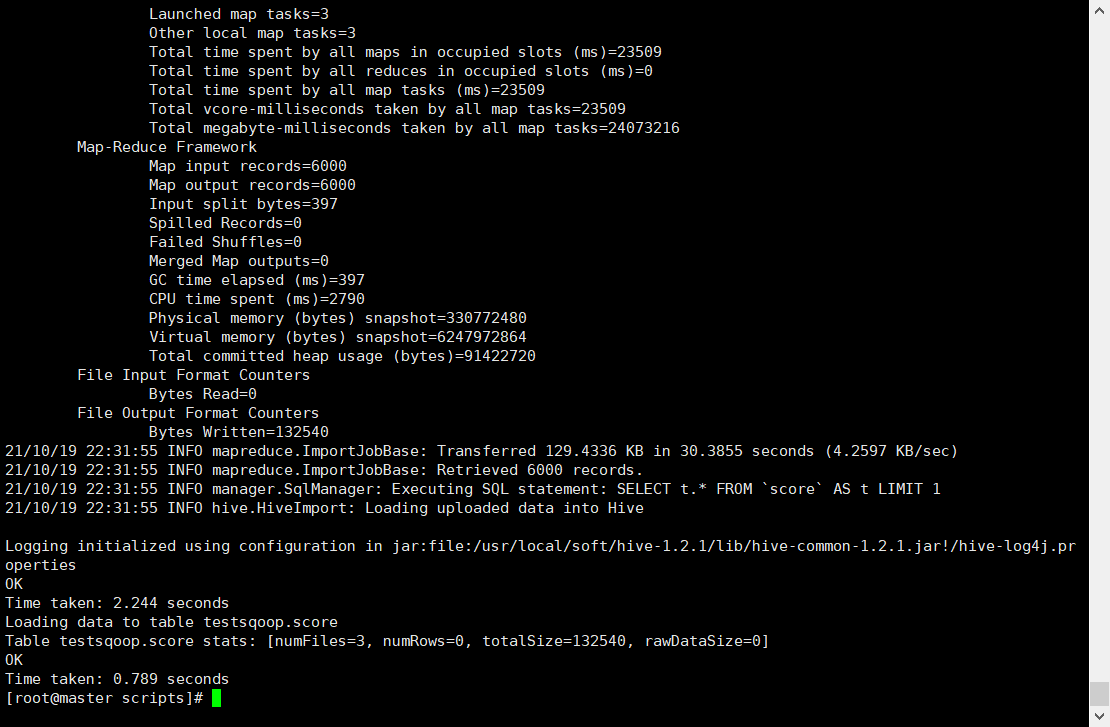 Launched map tasks=3
Other local map tasks=3
Total time spent by all maps in occupied slots (ms)=23509
Total time spent by all reduces in occupied slots (ms)=0
Total time spent by all map tasks (ms)=23509
Total vcore-milliseconds taken by all map tasks=23509
Total megabyte-milliseconds taken by all map tasks=24073216
Map-Reduce Framework
Map input records=6000
Map output records=6000
Input split bytes=397
Spilled Records=0
Failed Shuffles=0
Merged Map outputs=0
GC time elapsed (ms)=397
CPU time spent (ms)=2790
Physical memory (bytes) snapshot=330772480
Virtual memory (bytes) snapshot=6247972864
Total committed heap usage (bytes)=91422720
File Input Format Counters
Bytes Read=0
File Output Format Counters
Bytes Written=132540
21/10/19 22:31:55 INFO mapreduce.ImportJobBase: Transferred 129.4336 KB in 30.3855 seconds (4.2597 KB/sec)
21/10/19 22:31:55 INFO mapreduce.ImportJobBase: Retrieved 6000 records.
21/10/19 22:31:55 INFO manager.SqlManager: Executing SQL statement: SELECT t.* FROM `score` AS t LIMIT 1
21/10/19 22:31:55 INFO hive.HiveImport: Loading uploaded data into Hive
Logging initialized using configuration in jar:file:/usr/local/soft/hive-1.2.1/lib/hive-common-1.2.1.jar!/hive-log4j.pr
operties
OK
Time taken: 2.244 seconds
Loading data to table testsqoop.score
Table testsqoop.score stats: [numFiles=3, numRows=0, totalSize=132540, rawDataSize=0]
OK
Time taken: 0.789 seconds
[root@master scripts]#